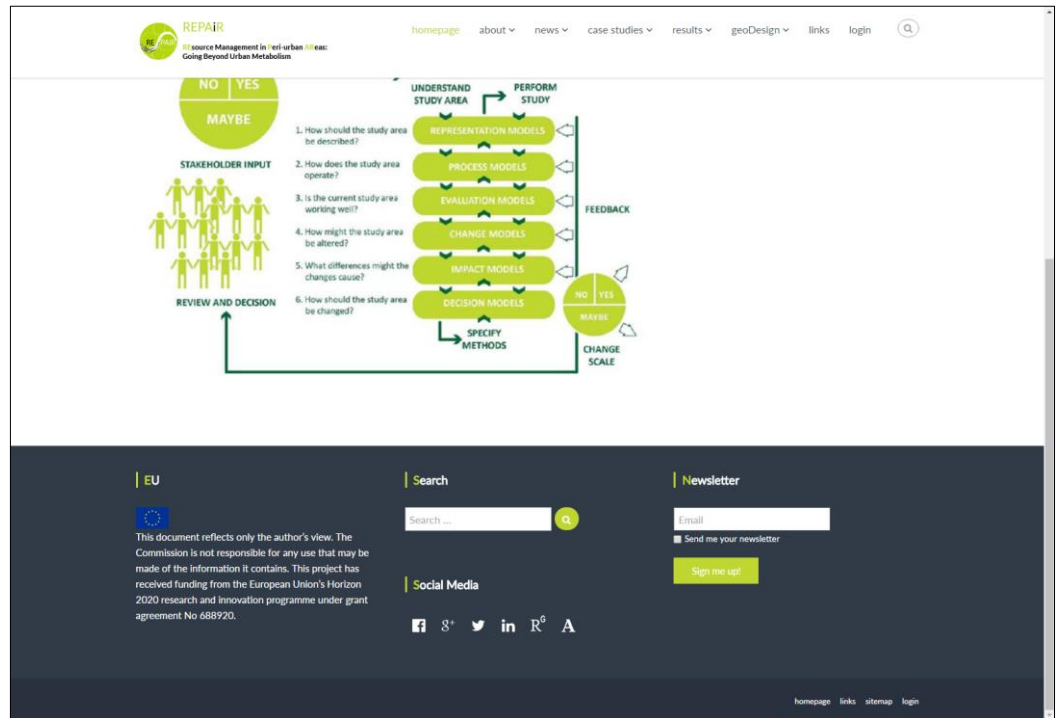 REPAiR
REsource Management in Peri-urban AReas:
Going Beyond Urban Metabolism
homepage about news case studies results geoDesign links login
NO YES
MAYBE
STAKEHOLDER INPUT
REVIEW AND DECISION
UNDERSTAND
STUDY AREA
PERFORM
STUDY
1. How should the study area
be described?
REPRESENTATION MODELS
2. How does the study area
operate?
PROCESS MODELS
3. Is the current study area
working well?
EVALUATION MODELS
4. How might the study area
be altered?
CHANGE MODELS
5. What differences might the
changes cause?
IMPACT MODELS
6. How should the study area
be changed?
DECISION MODELS
SPECIFY
METHODS
FEEDBACK
NO YES
MAYBE
CHANGE
SCALE
EU
This document reflects only the author's view. The
Commission is not responsible for any use that may be
made of the information it contains. This project has
received funding from the European Union's Horizon
2020 research and innovation programme under grant
agreement No 688920.
Search
Search ...
Social Media
8+ in RG A
Newsletter
Email
Send me your newsletter
Sign me up!
homepage links sitemap login